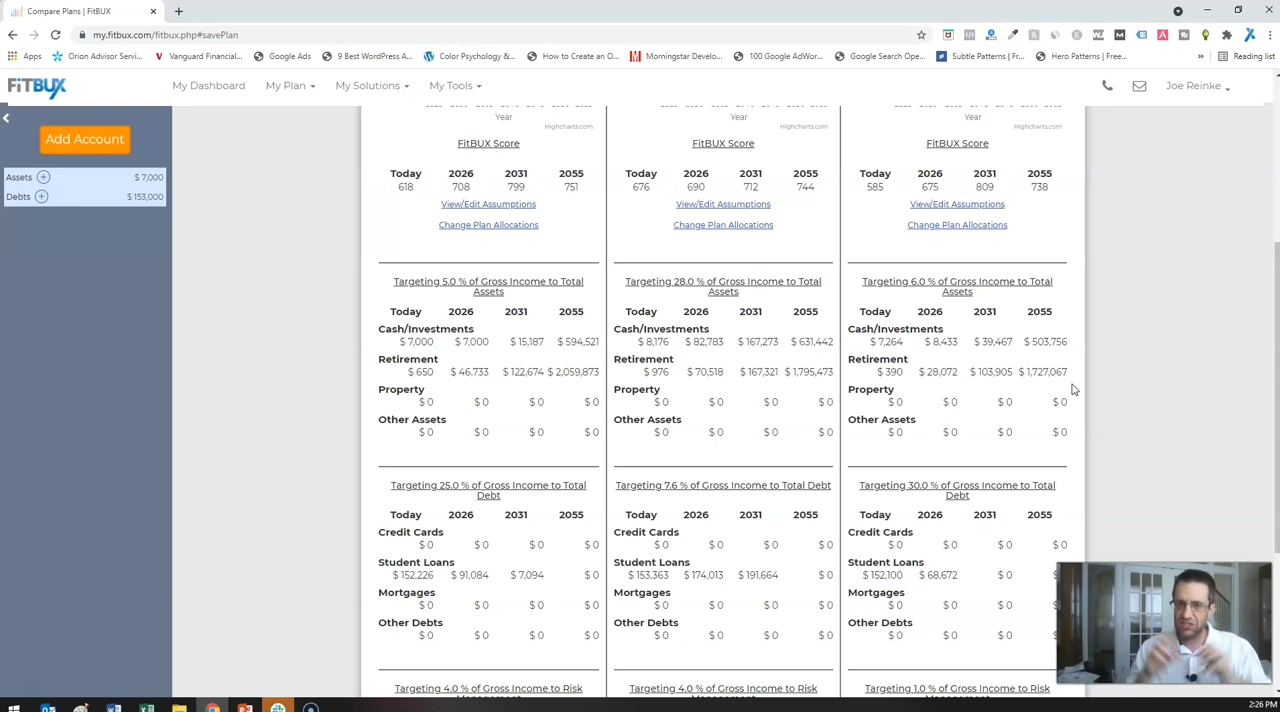 Compare Plans | FitBUX
my.fitbux.com/fitbux.php#savePlan
Apps Orion Advisor Servi... Vanguard Financial... Google Ads 9 Best WordPress A... Color Psychology &... How to Create an O... Morningstar Develo... 100 Google AdWor... Google Search Ope... Subtle Patterns | Fr... Hero Patterns | Free... » Reading list
FitBUX My Dashboard My Plan My Solutions My Tools Joe Reinke
Year Year Year
Highcharts.com Highcharts.com Highcharts.com
Add Account
Assets $ 7,000
Debts $ 153,000
FitBUX Score FitBUX Score FitBUX Score
Today 2026 2031 2055 Today 2026 2031 2055 Today 2026 2031 2055
618 708 799 751 676 690 712 744 585 675 809 738
View/Edit Assumptions View/Edit Assumptions View/Edit Assumptions
Change Plan Allocations Change Plan Allocations Change Plan Allocations
Targeting 5.0 % of Gross Income to Total Targeting 28.0 % of Gross Income to Total Targeting 6.0 % of Gross Income to Total
Assets Assets Assets
Today 2026 2031 2055 Today 2026 2031 2055 Today 2026 2031 2055
Cash/Investments Cash/Investments Cash/Investments
$ 7,000 $ 7,000 $ 15,187 $ 594,521 $ 8,176 $ 82,783 $ 167,273 $ 631,442 $ 7,264 $ 8,433 $ 39,467 $ 503,756
Retirement Retirement Retirement
$ 650 $ 46,733 $ 122,674 $ 2,059,873 $ 976 $ 70,518 $ 167,321 $ 1,795,473 $ 390 $ 28,072 $ 103,905 $ 1,727,067
Property Property Property
$ 0 $ 0 $ 0 $ 0 $ 0 $ 0 $ 0 $ 0 $ 0 $ 0 $ 0 $ 0
Other Assets Other Assets Other Assets
$ 0 $ 0 $ 0 $ 0 $ 0 $ 0 $ 0 $ 0 $ 0 $ 0 $ 0 $ 0
Targeting 25.0 % of Gross Income to Total Targeting 7.6 % of Gross Income to Total Debt Targeting 30.0 % of Gross Income to Total
Debt Debt
Today 2026 2031 2055 Today 2026 2031 2055 Today 2026 2031 2055
Credit Cards Credit Cards Credit Cards
$ 0 $ 0 $ 0 $ 0 $ 0 $ 0 $ 0 $ 0 $ 0 $ 0 $ 0 $ 0
Student Loans Student Loans Student Loans
$ 152,226 $ 91,084 $ 7,094 $ 0 $ 153,363 $ 174,013 $ 191,664 $ 0 $ 152,100 $ 68,672 $ 0
Mortgages Mortgages Mortgages
$ 0 $ 0 $ 0 $ 0 $ 0 $ 0 $ 0 $ 0 $ 0 $ 0 $ 0
Other Debts Other Debts Other Debts
$ 0 $ 0 $ 0 $ 0 $ 0 $ 0 $ 0 $ 0 $ 0 $ 0 $ 0
Targeting 4.0 % of Gross Income to Risk Targeting 4.0 % of Gross Income to Risk Targeting 1.0 % of Gross Income to Risk
2:26 PM